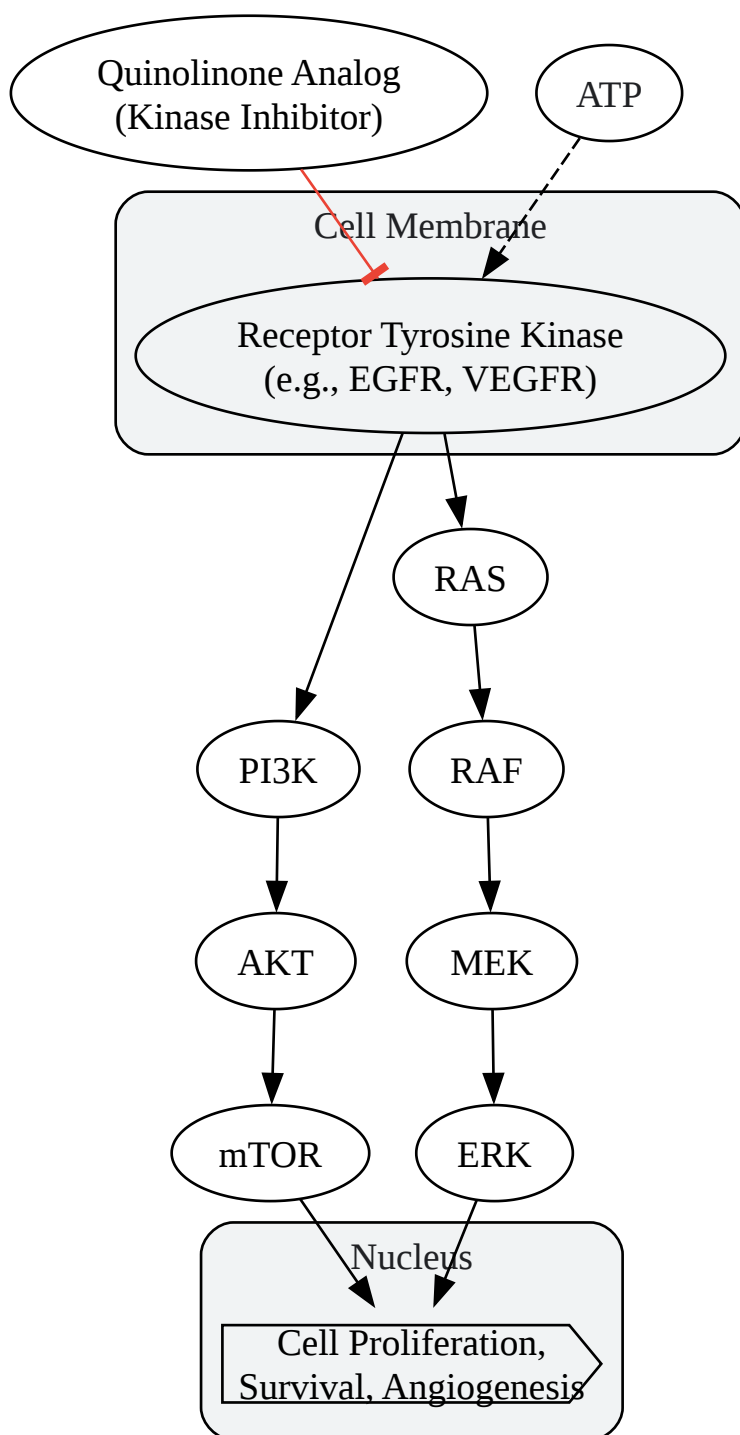 Quinolinone Analog
(Kinase Inhibitor)
ATP
Cell Membrane
Receptor Tyrosine Kinase
(e.g., EGFR, VEGFR)
RAS
PI3K
RAF
AKT
MEK
mTOR
ERK
Nucleus
Cell Proliferation,
Survival, Angiogenesis